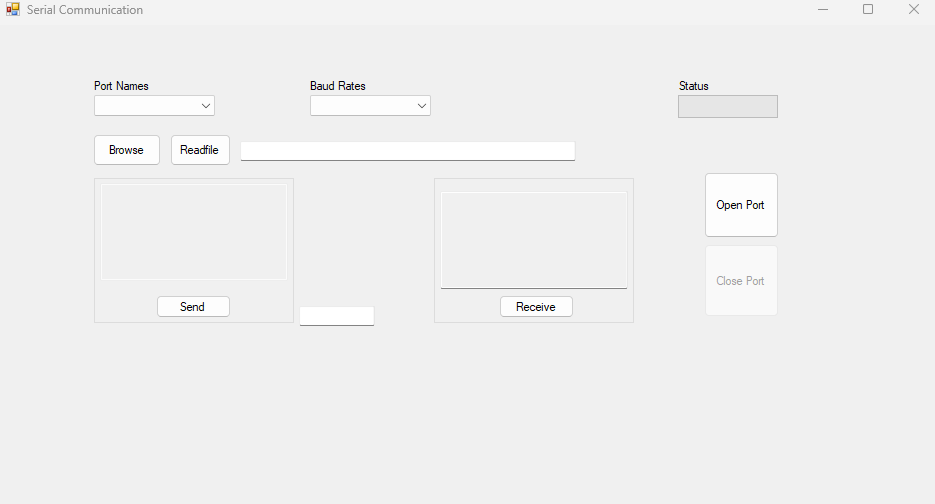 Serial Communication
Port Names
Baud Rates
Status
Browse
Readfile
Open Port
Close Port
Send
Receive